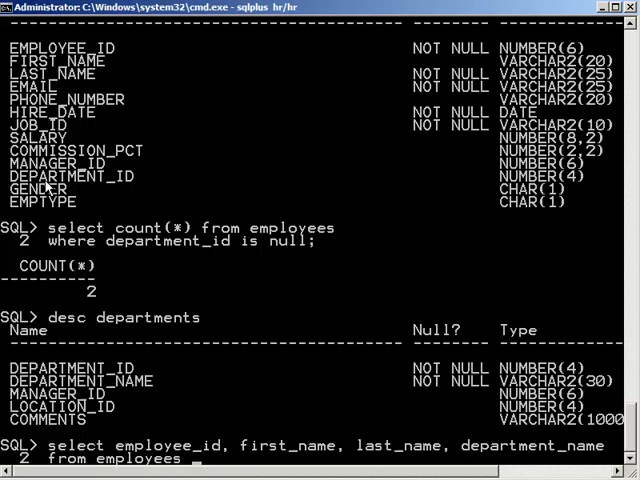 Administrator: C:\Windows\system32\cmd.exe - sqlplus hr/hr
EMPLOYEE_ID NOT NULL NUMBER(6)
FIRST_NAME VARCHAR2(20)
LAST_NAME NOT NULL VARCHAR2(25)
EMAIL NOT NULL VARCHAR2(25)
PHONE_NUMBER VARCHAR2(20)
HIRE_DATE NOT NULL DATE
JOB_ID NOT NULL VARCHAR2(10)
SALARY NUMBER(8,2)
COMMISSION_PCT NUMBER(2,2)
MANAGER_ID NUMBER(6)
DEPARTMENT_ID NUMBER(4)
GENDER CHAR(1)
EMPTYPE CHAR(1)
SQL> select count(*) from employees
2 where department_id is null;
COUNT(*)
----------
2
SQL> desc departments
Name Null? Type
DEPARTMENT_ID NOT NULL NUMBER(4)
DEPARTMENT_NAME NOT NULL VARCHAR2(30)
MANAGER_ID NUMBER(6)
LOCATION_ID NUMBER(4)
COMMENTS VARCHAR2(1000
SQL> select employee_id, first_name, last_name, department_name
2 from employees _